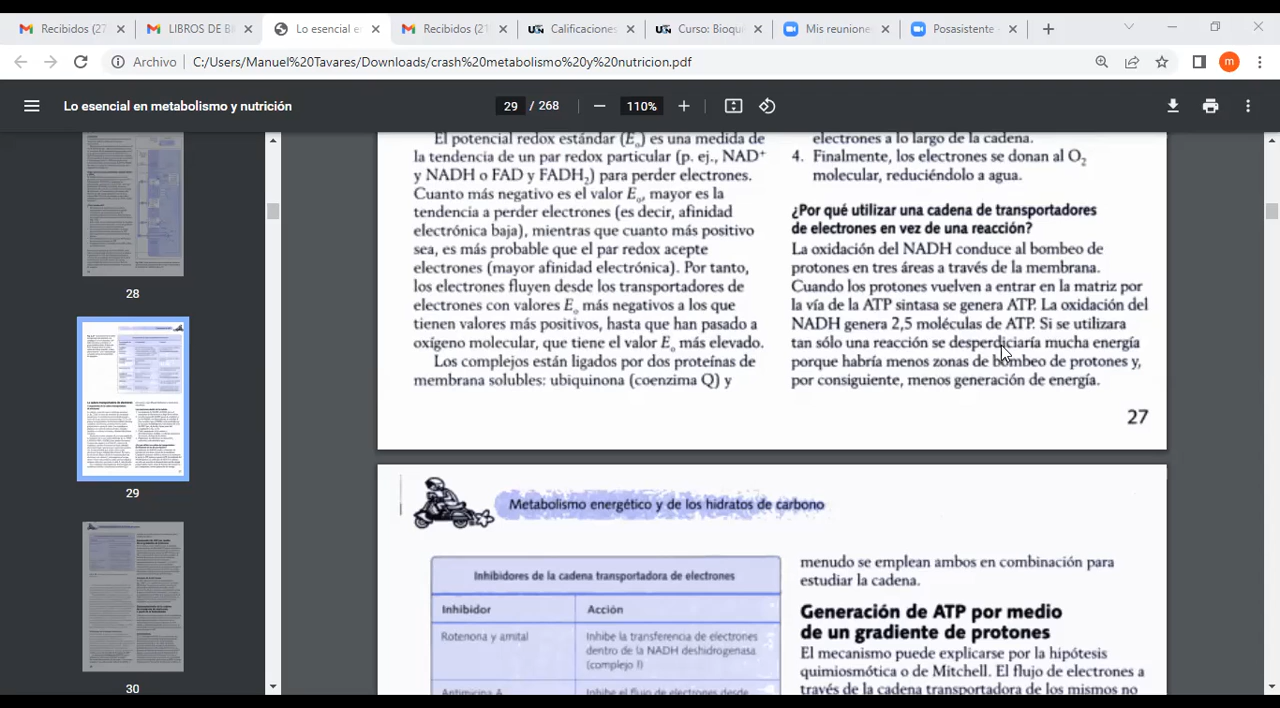 Recibidos (27
LIBROS DE B
Lo esencial e
Recibidos (21
Calificaciones
Curso: Bioqu
Mis reunione
Posasistente
Archivo
C:/Users/Manuel%20Tavares/Downloads/crash%20metabolismo%20y%20nutricion.pdf
m
Lo esencial en metabolismo y nutrición
29 / 268
110%
28
29
30
El potencial redox estándar (Eo) es una medida de
la tendencia de un par redox particular (p. ej., NAD+
y NADH o FAD y FADH2) para perder electrones.
Cuanto más negativo es el valor Eo, mayor es la
tendencia a perder electrones (es decir, afinidad
electrónica baja), mientras que cuanto más positivo
sea, es más probable que el par redox acepte
electrones (mayor afinidad electrónica). Por tanto,
los electrones fluyen desde los transportadores de
electrones con valores Eo más negativos a los que
tienen valores más positivos, hasta que han pasado a
oxígeno molecular, que tiene el valor Eo más elevado.
Los complejos están ligados por dos proteínas de
membrana solubles: ubiquinona (coenzima Q) y
electrones a lo largo de la cadena.
4. Finalmente, los electrones se donan al O2
molecular, reduciéndolo a agua.
¿Por qué utilizar una cadena de transportadores
de electrones en vez de una reacción?
La oxidación del NADH conduce al bombeo de
protones en tres áreas a través de la membrana.
Cuando los protones vuelven a entrar en la matriz por
la vía de la ATP sintasa se genera ATP. La oxidación del
NADH genera 2,5 moléculas de ATP. Si se utilizara
tan sólo una reacción se desperdiciaría mucha energía
porque habría menos zonas de bombeo de protones y,
por consiguiente, menos generación de energía.
27
Metabolismo energético y de los hidratos de carbono
Inhibidores de la cadena transportadora de electrones
Inhibidor Acción
Rotenona y amital Inhibe la transferencia de electrones
dentro de la NADH deshidrogenasa
(complejo I)
Antimicina A Inhibe el flujo de electrones desde
menudo se emplean ambos en combinación para
estudiar la cadena.
Generación de ATP por medio
de un gradiente de protones
El mecanismo puede explicarse por la hipótesis
quimiosmótica o de Mitchell. El flujo de electrones a
través de la cadena transportadora de los mismos no